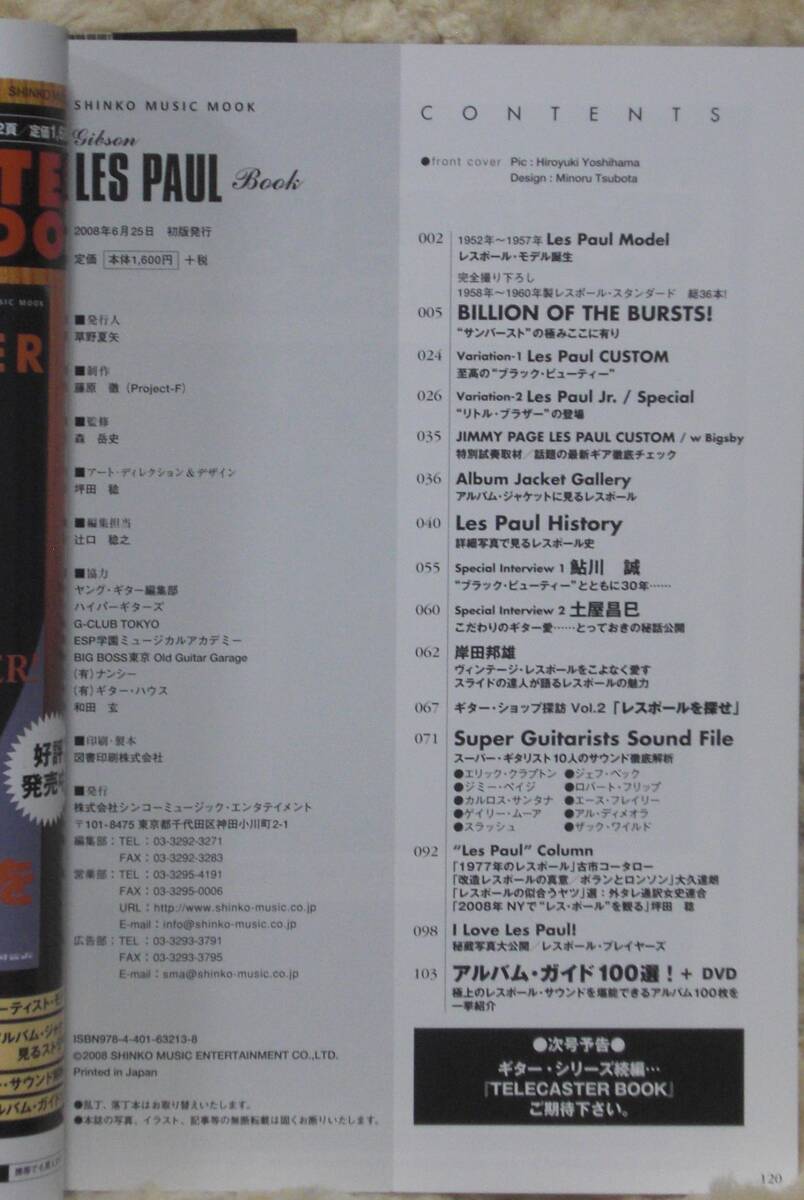 SHINKO MUSIC MOOK
Gibson
LES PAUL Book
2008年6月25日　初版発行
定価 本体1,600円 +税
■発行人
草野夏矢
■制作
藤原　徹（Project-F）
■監修
森　岳史
■アート・ディレクション&デザイン
坪田　稔
■編集担当
辻口　稔之
■協力
ヤング・ギター編集部
ハイパーギターズ
G-CLUB TOKYO
ESP学園ミュージカルアカデミー
BIG BOSS東京 Old Guitar Garage
（有）ナンシー
（有）ギター・ハウス
和田　玄
■印刷・製本
図書印刷株式会社
■発行
株式会社シンコーミュージック・エンタテイメント
〒101-8475 東京都千代田区神田小川町2-1
編集部：TEL：03-3292-3271
FAX：03-3292-3283
営業部：TEL：03-3295-4191
FAX：03-3295-0006
URL：http://www.shinko-music.co.jp
E-mail：info@shinko-music.co.jp
広告部：TEL：03-3293-3791
FAX：03-3293-3795
E-mail：sma@shinko-music.co.jp
ISBN978-4-401-63213-8
©2008 SHINKO MUSIC ENTERTAINMENT CO.,LTD.
Printed in Japan
●乱丁、落丁本はお取り替えいたします。
●本誌の写真、イラスト、記事等の無断転載は固くお断りいたします。
CONTENTS
●front cover Pic : Hiroyuki Yoshihama
Design : Minoru Tsubota
002 1952年〜1957年 Les Paul Model
レスポール・モデル誕生
完全撮り下ろし
1958年〜1960年製レスポール・スタンダード　総36本!
005 BILLION OF THE BURSTS!
“サンバースト”の極みここに有り
024 Variation-1 Les Paul CUSTOM
至高の“ブラック・ビューティー”
026 Variation-2 Les Paul Jr. / Special
“リトル・ブラザー”の登場
035 JIMMY PAGE LES PAUL CUSTOM / w Bigsby
特別試奏取材／話題の最新ギア徹底チェック
036 Album Jacket Gallery
アルバム・ジャケットに見るレスポール
040 Les Paul History
詳細写真で見るレスポール史
055 Special Interview 1 鮎川　誠
“ブラック・ビューティー”とともに30年……
060 Special Interview 2 土屋昌巳
こだわりのギター愛……とっておきの秘話公開
062 岸田邦雄
ヴィンテージ・レスポールをこよなく愛す
スライドの達人が語るレスポールの魅力
067 ギター・ショップ探訪 Vol.2「レスポールを探せ」
071 Super Guitarists Sound File
スーパー・ギタリスト10人のサウンド徹底解析
●エリック・クラプトン ●ジェフ・ベック
●ジミー・ペイジ ●ロバート・フリップ
●カルロス・サンタナ ●エース・フレイリー
●ゲイリー・ムーア ●アル・ディメオラ
●スラッシュ ●ザック・ワイルド
092 “Les Paul” Column
「1977年のレスポール」古市コータロー
「改造レスポールの真意／ボランとロンソン」大久達朗
「レスポールの似合うヤツ」選：外タレ通訳女史連合
「2008年 NYで“レス・ポール”を観る」坪田　稔
098 I Love Les Paul!
秘蔵写真大公開／レスポール・プレイヤーズ
103 アルバム・ガイド100選！+ DVD
極上のレスポール・サウンドを堪能できるアルバム100枚を
一挙紹介
●次号予告●
ギター・シリーズ続編…
『TELECASTER BOOK』
ご期待下さい。
120